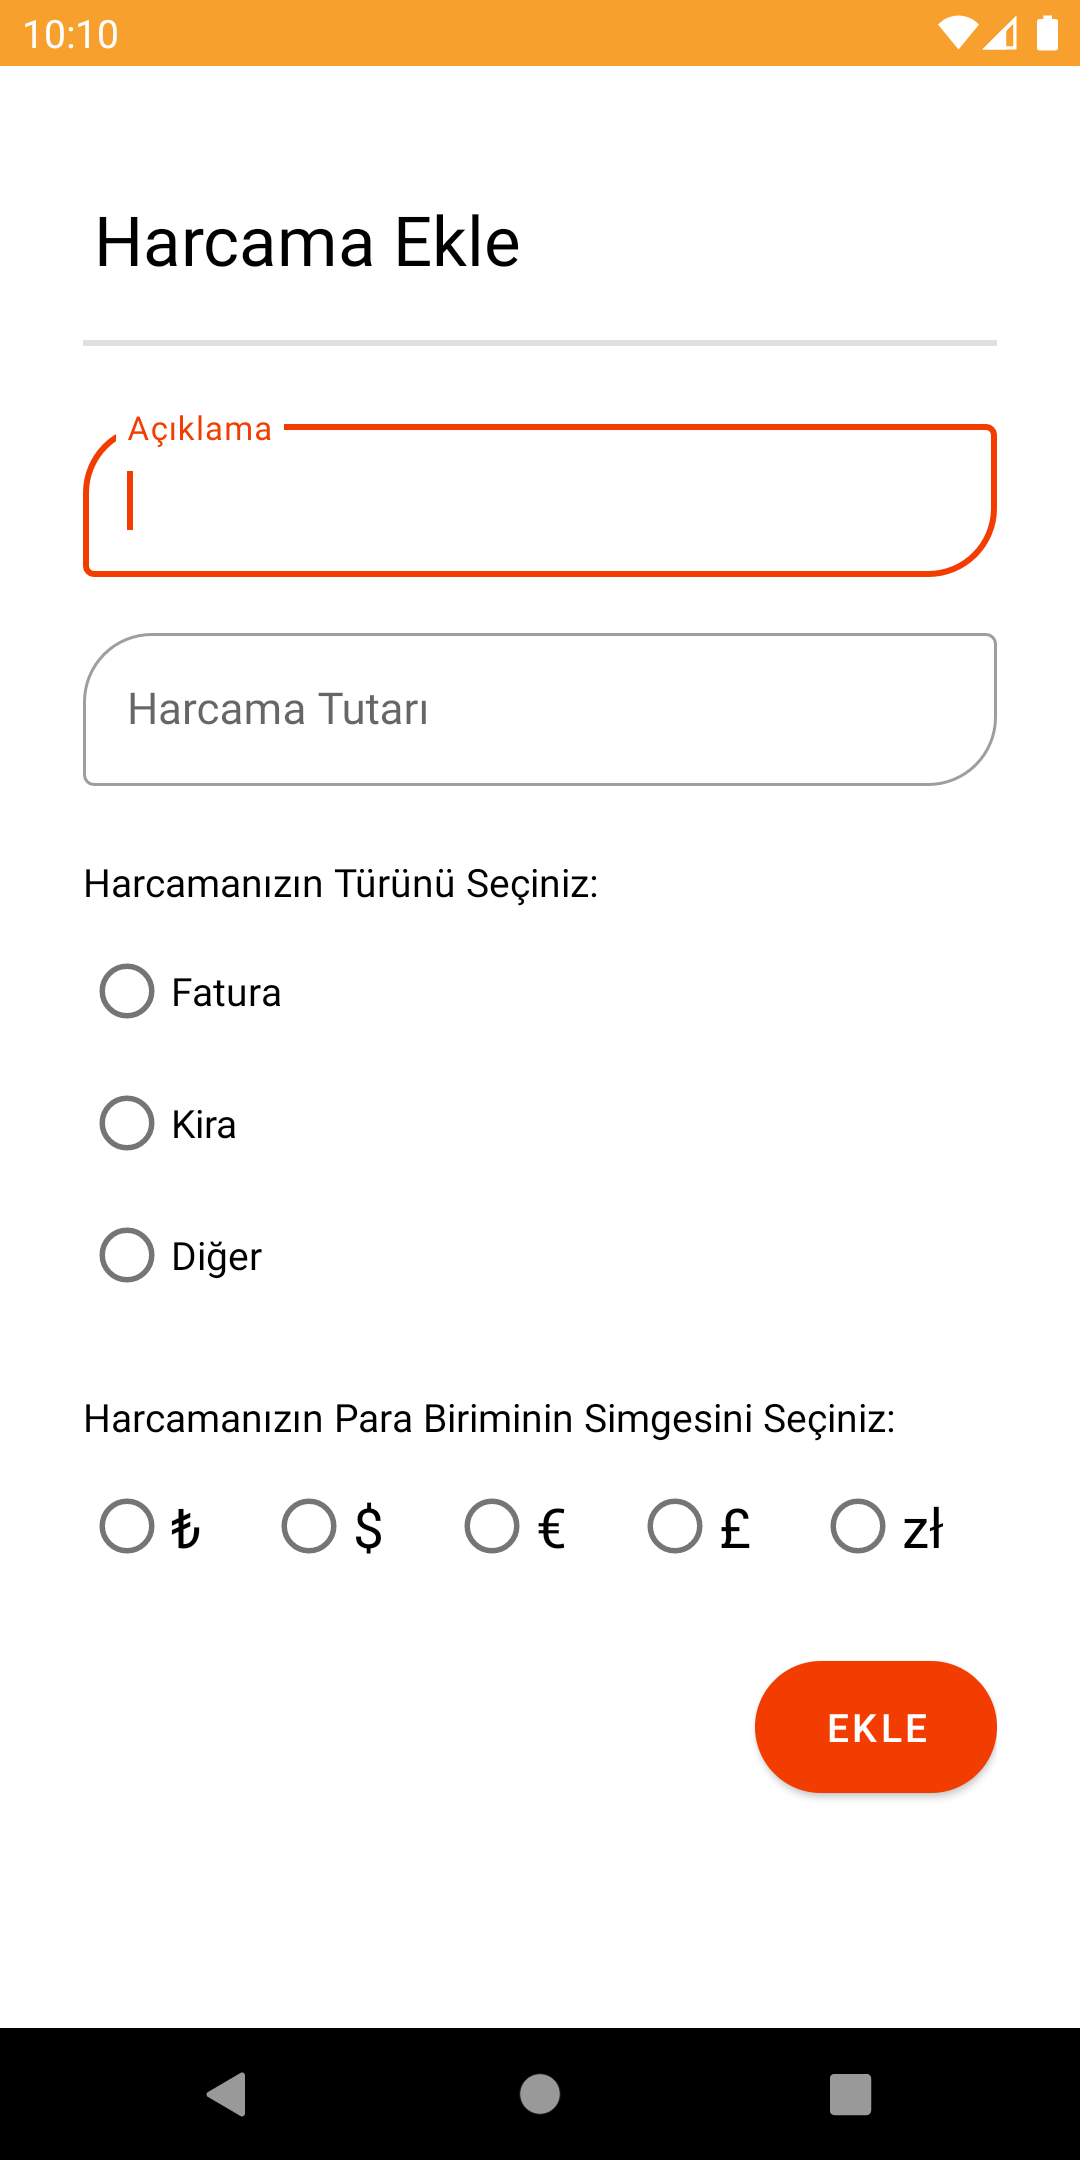 10:10
Harcama Ekle
Açıklama
Harcama Tutarı
Harcamanızın Türünü Seçiniz:
Fatura
Kira
Diğer
Harcamanızın Para Biriminin Simgesini Seçiniz:
₺ $ € £ zł
EKLE